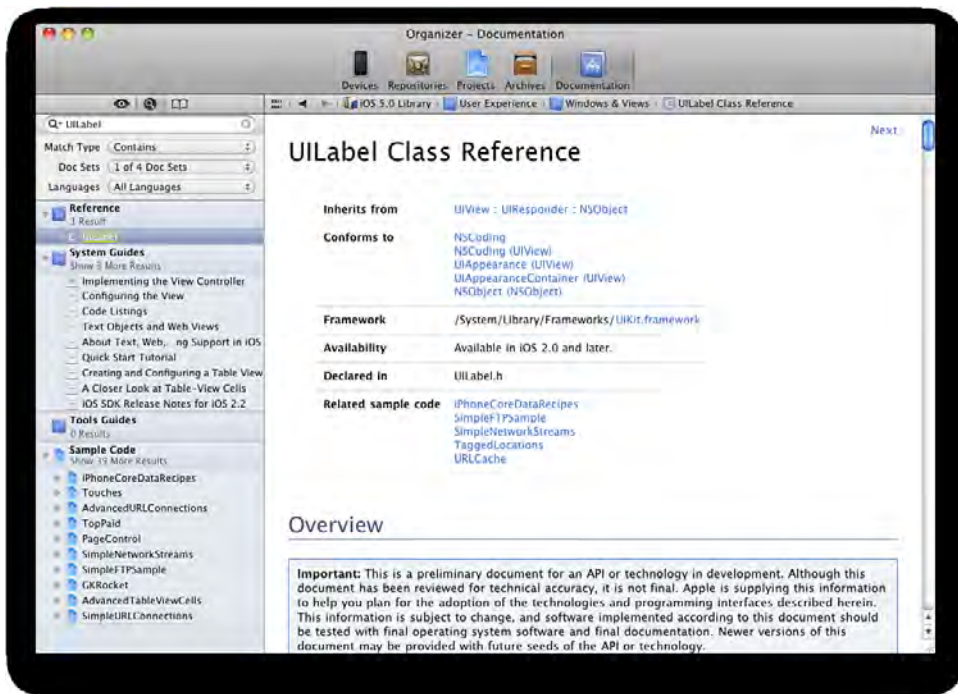 Organizer – Documentation
Devices Repositories Projects Archives Documentation
iOS 5.0 Library User Experience Windows & Views C UILabel Class Reference
Q UILabel
Match Type Contains
Doc Sets 1 of 4 Doc Sets
Languages All Languages
Reference
1 Result
C UILabel
System Guides
Show 3 More Results
Implementing the View Controller
Configuring the View
Code Listings
Text Objects and Web Views
About Text, Web, ng Support in iOS
Quick Start Tutorial
Creating and Configuring a Table View
A Closer Look at Table-View Cells
iOS SDK Release Notes for iOS 2.2
Tools Guides
0 Results
Sample Code
Show 39 More Results
iPhoneCoreDataRecipes
Touches
AdvancedURLConnections
TopPaid
PageControl
SimpleNetworkStreams
SimpleFTPSample
GKRocket
AdvancedTableViewCells
SimpleURLConnections
Next
UILabel Class Reference
Inherits from UIView : UIResponder : NSObject
Conforms to NSCoding
NSCoding (UIView)
UIAppearance (UIView)
UIAppearanceContainer (UIView)
NSObject (NSObject)
Framework /System/Library/Frameworks/UIKit.framework
Availability Available in iOS 2.0 and later.
Declared in UILabel.h
Related sample code iPhoneCoreDataRecipes
SimpleFTPSample
SimpleNetworkStreams
TaggedLocations
URLCache
Overview
Important: This is a preliminary document for an API or technology in development. Although this
document has been reviewed for technical accuracy, it is not final. Apple is supplying this information
to help you plan for the adoption of the technologies and programming interfaces described herein.
This information is subject to change, and software implemented according to this document should
be tested with final operating system software and final documentation. Newer versions of this
document may be provided with future seeds of the API or technology.